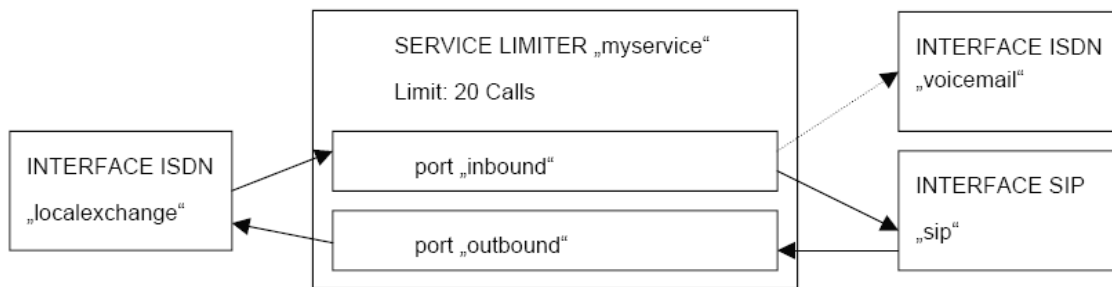 SERVICE LIMITER „myservice“
Limit: 20 Calls
port „inbound“
port „outbound“
INTERFACE ISDN
„localexchange“
INTERFACE ISDN
„voicemail“
INTERFACE SIP
„sip“